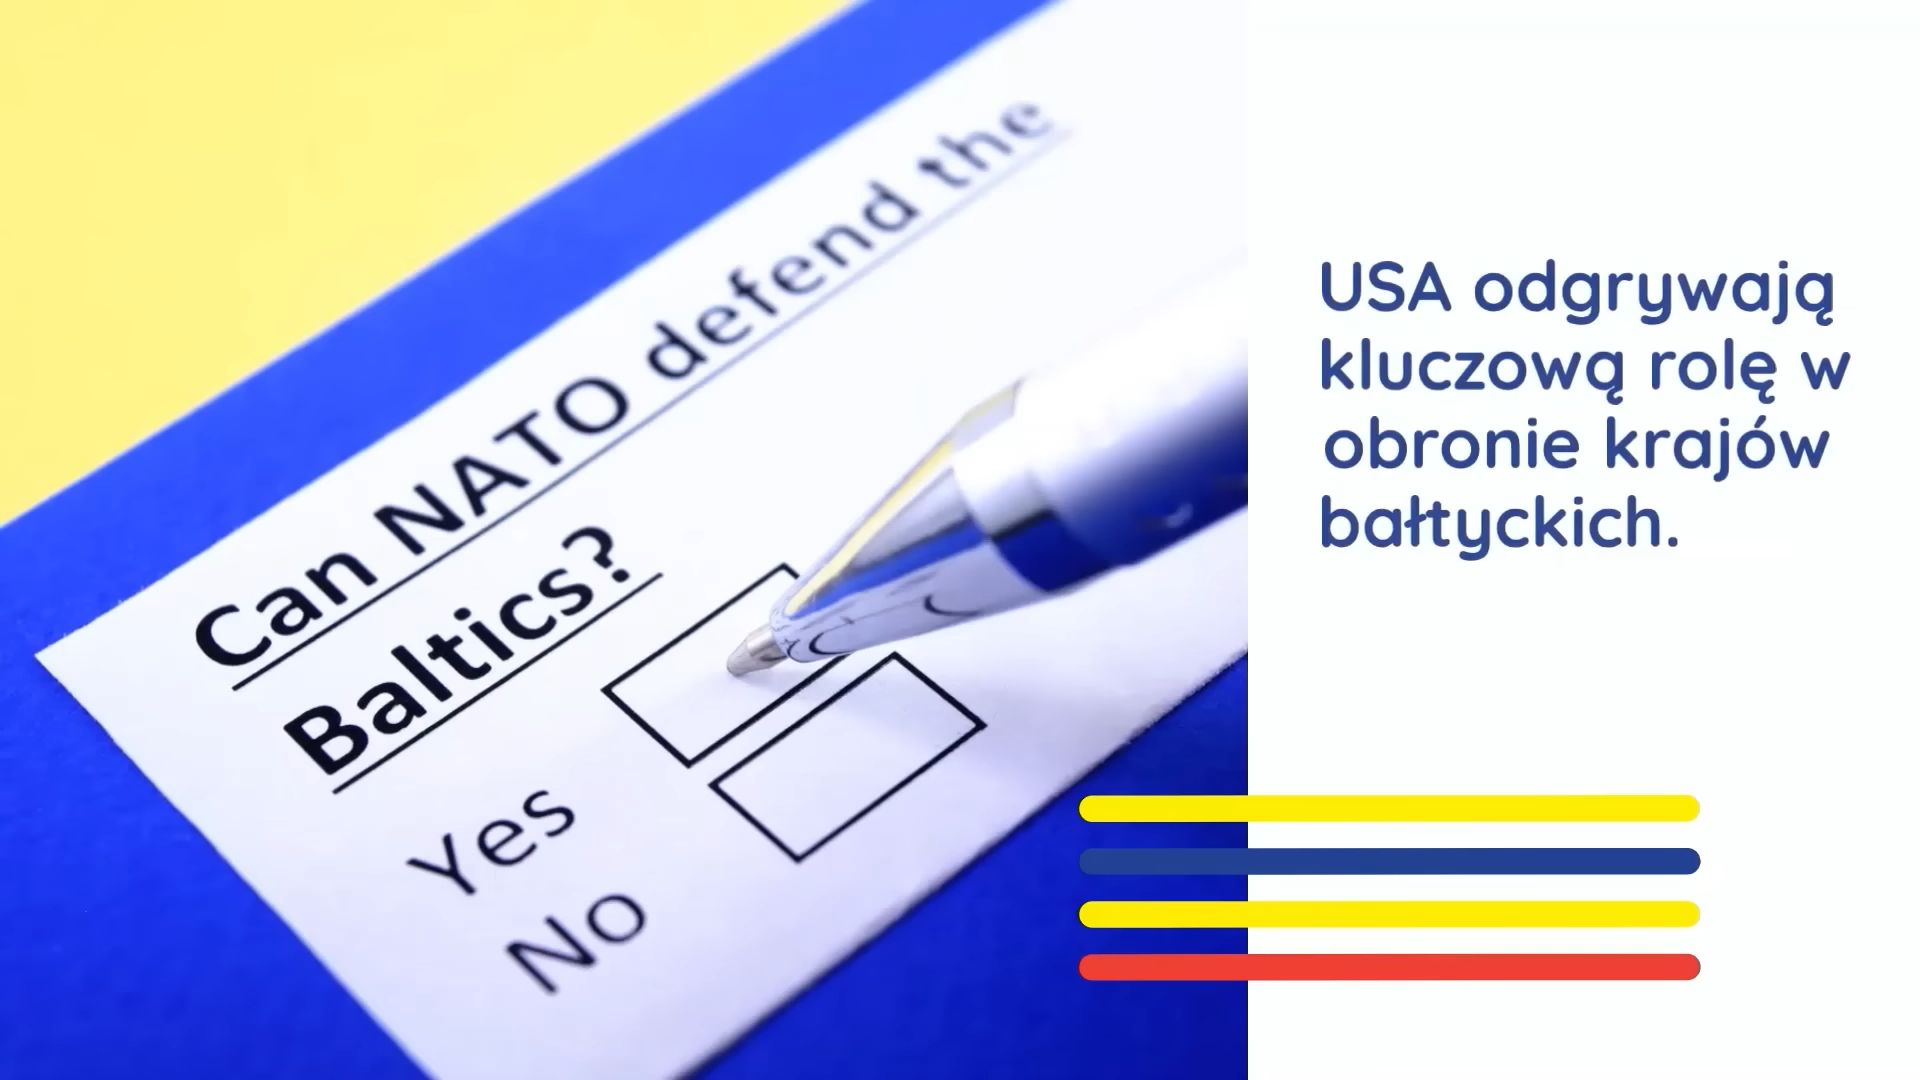 Can NATO defend the
Baltics?
Yes
No
USA odgrywają
kluczową rolę w
obronie krajów
bałtyckich.